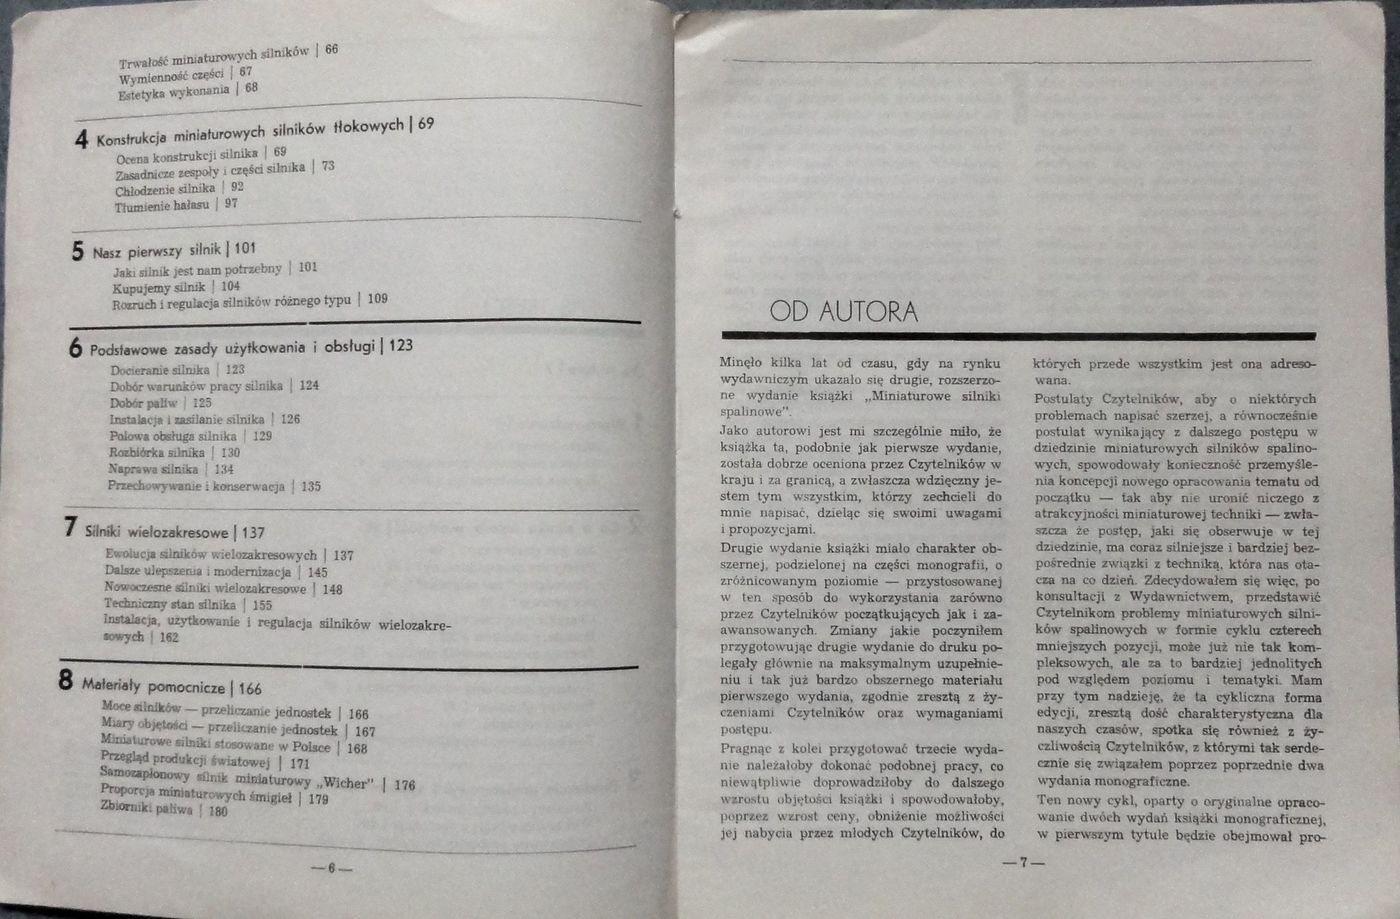 Trwałość miniaturowych silników | 66
Wymienność części | 67
Estetyka wykonania | 68
4 Konstrukcja miniaturowych silników tłokowych | 69
Ocena konstrukcji silnika | 69
Zasadnicze zespoły i części silnika | 73
Chłodzenie silnika | 92
Tłumienie hałasu | 97
5 Nasz pierwszy silnik | 101
Jaki silnik jest nam potrzebny | 101
Kupujemy silnik | 104
Rozruch i regulacja silników różnego typu | 109
6 Podstawowe zasady użytkowania i obsługi | 123
Docieranie silnika | 123
Dobór warunków pracy silnika | 124
Dobór paliw | 125
Instalacja i zasilanie silnika | 126
Polowa obsługa silnika | 129
Rozbiórka silnika | 130
Naprawa silnika | 134
Przechowywanie i konserwacja | 135
7 Silniki wielozakresowe | 137
Ewolucja silników wielozakresowych | 137
Dalsze ulepszenia i modernizacja | 145
Nowoczesne silniki wielozakresowe | 148
Techniczny stan silnika | 155
Instalacja, użytkowanie i regulacja silników wielozakre-
sowych | 162
8 Materiały pomocnicze | 166
Moce silników — przeliczanie jednostek | 166
Miary objętości — przeliczanie jednostek | 167
Miniaturowe silniki stosowane w Polsce | 168
Przegląd produkcji światowej | 171
Samozapłonowy silnik miniaturowy „Wicher” | 176
Proporcja miniaturowych śmigieł | 179
Zbiorniki paliwa | 180
— 6 —
OD AUTORA
Minęło kilka lat od czasu, gdy na rynku
wydawniczym ukazało się drugie, rozszerzo-
ne wydanie książki „Miniaturowe silniki
spalinowe”.
Jako autorowi jest mi szczególnie miło, że
książka ta, podobnie jak pierwsze wydanie,
została dobrze oceniona przez Czytelników w
kraju i za granicą, a zwłaszcza wdzięczny je-
stem tym wszystkim, którzy zechcieli do
mnie napisać, dzieląc się swoimi uwagami
i propozycjami.
Drugie wydanie książki miało charakter ob-
szernej, podzielonej na części monografii, o
zróżnicowanym poziomie — przystosowanej
w ten sposób do wykorzystania zarówno
przez Czytelników początkujących jak i za-
awansowanych. Zmiany jakie poczyniłem
przygotowując drugie wydanie do druku po-
legały głównie na maksymalnym uzupełnie-
niu i tak już bardzo obszernego materiału
pierwszego wydania, zgodnie zresztą z ży-
czeniami Czytelników oraz wymaganiami
postępu.
Pragnąc z kolei przygotować trzecie wyda-
nie należałoby dokonać podobnej pracy, co
niewątpliwie doprowadziłoby do dalszego
wzrostu objętości książki i spowodowałoby,
poprzez wzrost ceny, obniżenie możliwości
jej nabycia przez młodych Czytelników, do
których przede wszystkim jest ona adreso-
wana.
Postulaty Czytelników, aby o niektórych
problemach napisać szerzej, a równocześnie
postulat wynikający z dalszego postępu w
dziedzinie miniaturowych silników spalino-
wych, spowodowały konieczność przemyśle-
nia koncepcji nowego opracowania tematu od
początku — tak aby nie uronić niczego z
atrakcyjności miniaturowej techniki — zwła-
szcza że postęp, jaki się obserwuje w tej
dziedzinie, ma coraz silniejsze i bardziej bez-
pośrednie związki z techniką, która nas ota-
cza na co dzień. Zdecydowałem się więc, po
konsultacji z Wydawnictwem, przedstawić
Czytelnikom problemy miniaturowych silni-
ków spalinowych w formie cyklu czterech
mniejszych pozycji, może już nie tak kom-
pleksowych, ale za to bardziej jednolitych
pod względem poziomu i tematyki. Mam
przy tym nadzieję, że ta cykliczna forma
edycji, zresztą dość charakterystyczna dla
naszych czasów, spotka się również z ży-
czliwością Czytelników, z którymi tak serde-
cznie się związałem poprzez poprzednie dwa
wydania monograficzne.
Ten nowy cykl, oparty o oryginalne opraco-
wanie dwóch wydań książki monograficznej,
w pierwszym tytule będzie obejmował pro-
— 7 —